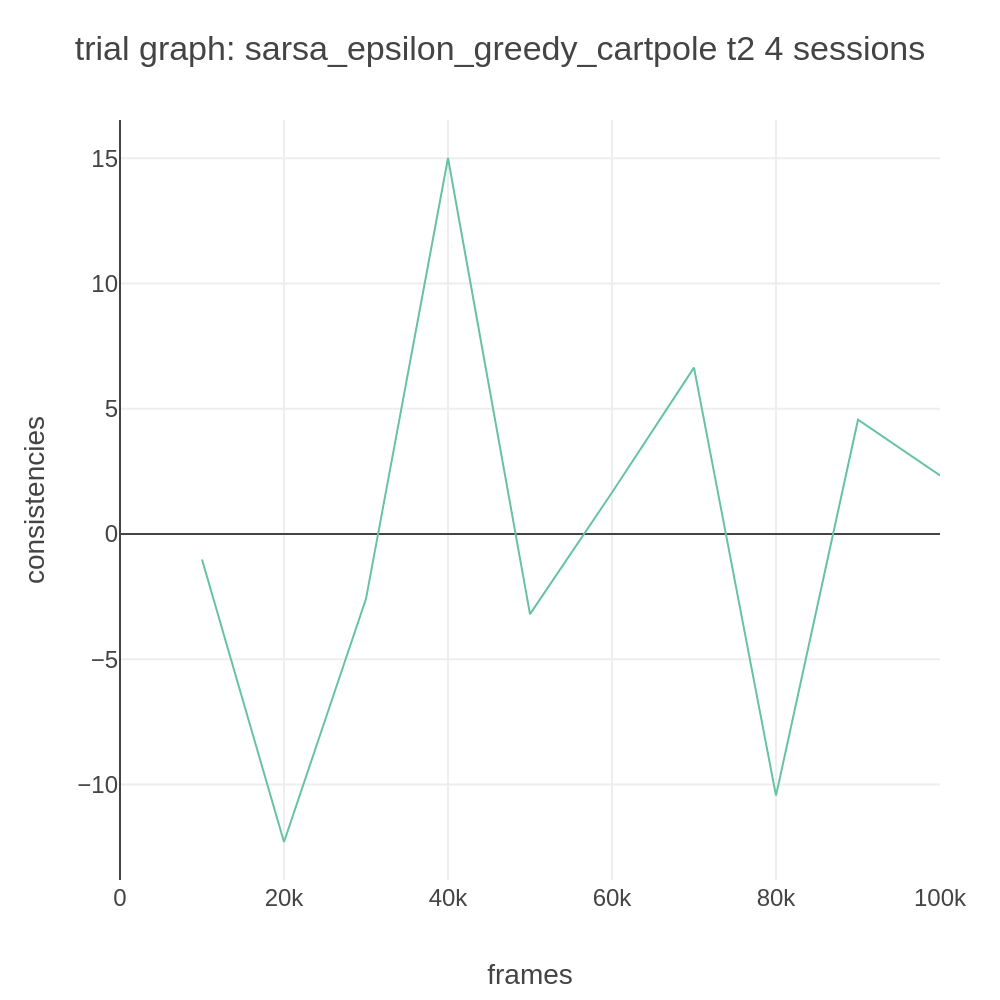 trial graph: sarsa_epsilon_greedy_cartpole t2 4 sessions
15
10
5
0
−5
−10
consistencies
0 20k 40k 60k 80k 100k
frames